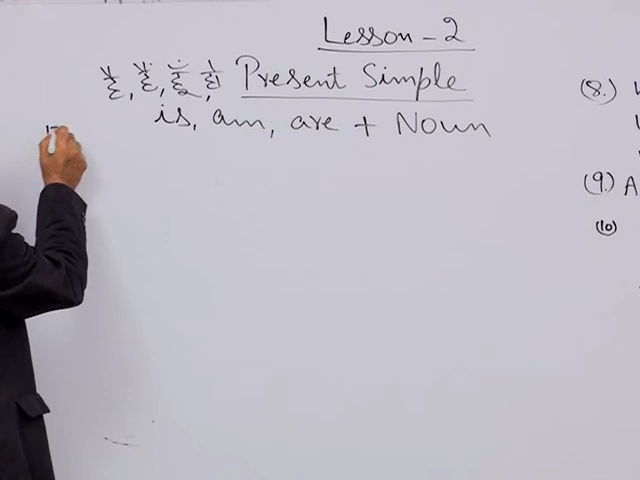 Lesson - 2
है, हैं, हूँ, हो Present Simple
is, am, are + Noun
(8.)
(9.) A
(10)